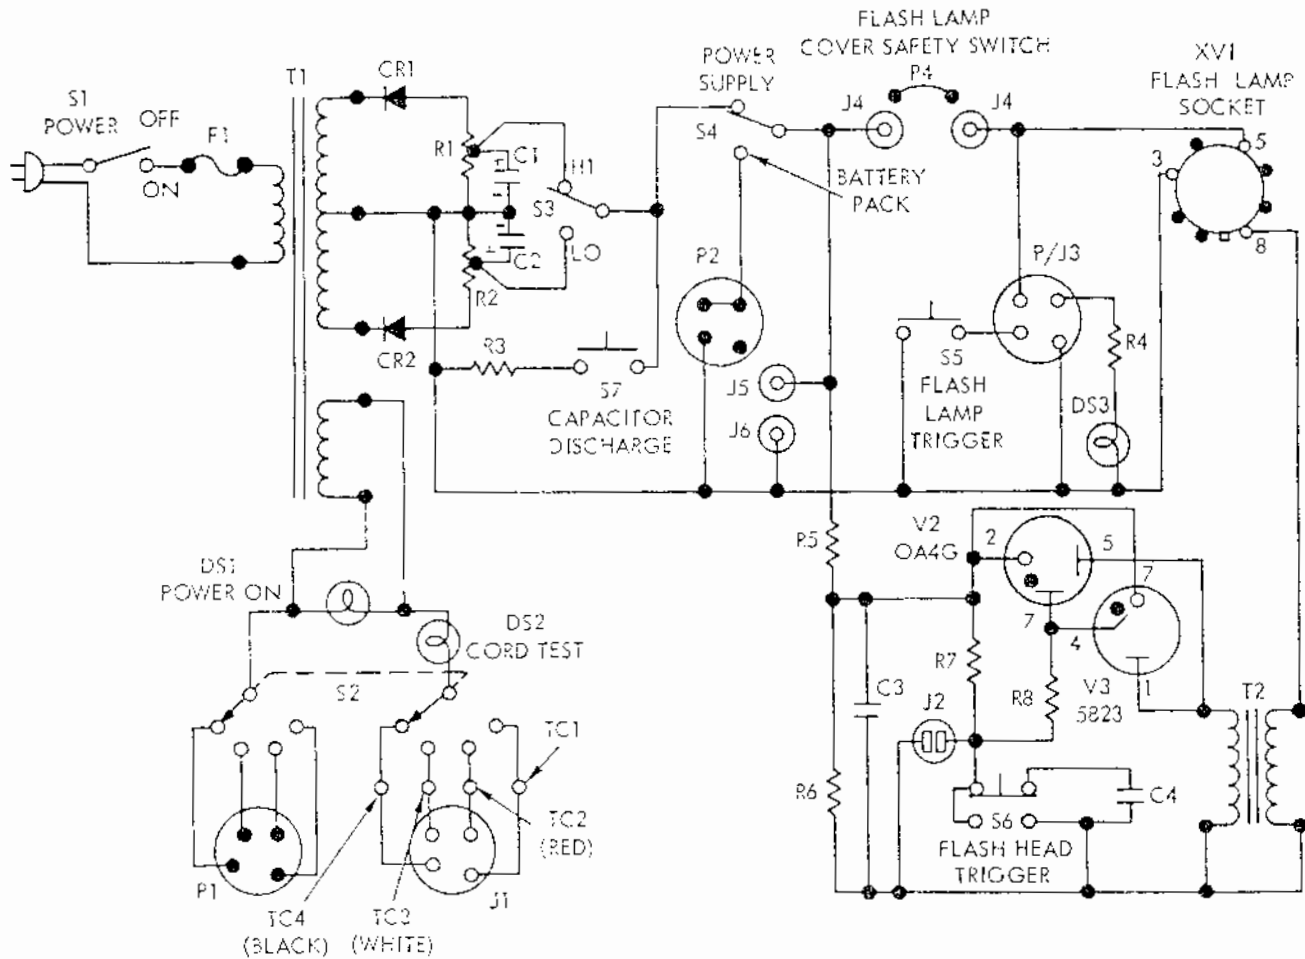 FLASH LAMP
COVER SAFETY SWITCH
P4
J4
J4
POWER
SUPPLY
S4
BATTERY
PACK
XV1
FLASH LAMP
SOCKET
3
5
8
S1
POWER
OFF
ON
F1
T1
CR1
R1
C1
H1
S3
C2
LO
R2
CR2
R3
S7
CAPACITOR
DISCHARGE
P2
J5
J6
P/J3
S5
FLASH
LAMP
TRIGGER
R4
DS3
DS1
POWER ON
DS2
CORD TEST
S2
TC1
TC2
(RED)
P1
J1
TC4
(BLACK)
TC3
(WHITE)
R5
V2
OA4G
2
5
7
7
4
1
V3
5823
R7
R8
C3
J2
R6
S6
C4
FLASH HEAD
TRIGGER
T2